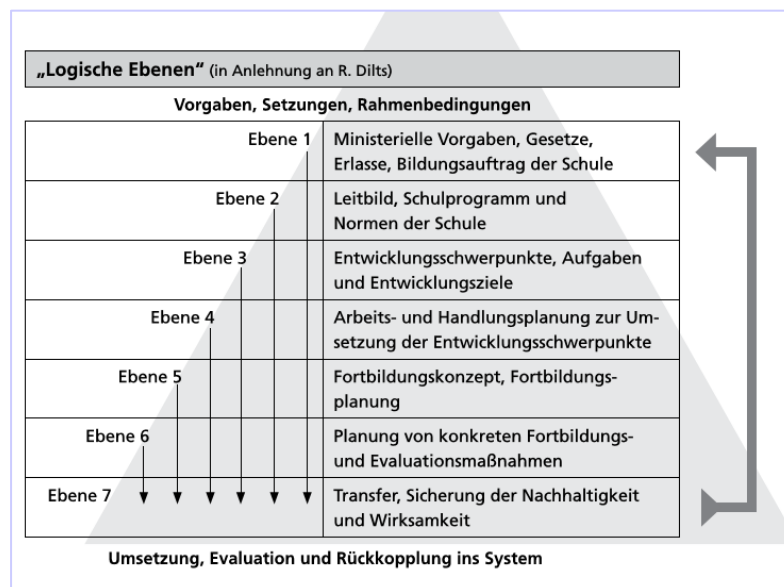 „Logische Ebenen“ (in Anlehnung an R. Dilts)
Vorgaben, Setzungen, Rahmenbedingungen
Ebene 1 Ministerielle Vorgaben, Gesetze,
Erlasse, Bildungsauftrag der Schule
Ebene 2 Leitbild, Schulprogramm und
Normen der Schule
Ebene 3 Entwicklungsschwerpunkte, Aufgaben
und Entwicklungsziele
Ebene 4 Arbeits- und Handlungsplanung zur Um-
setzung der Entwicklungsschwerpunkte
Ebene 5 Fortbildungskonzept, Fortbildungs-
planung
Ebene 6 Planung von konkreten Fortbildungs-
und Evaluationsmaßnahmen
Ebene 7 Transfer, Sicherung der Nachhaltigkeit
und Wirksamkeit
Umsetzung, Evaluation und Rückkopplung ins System